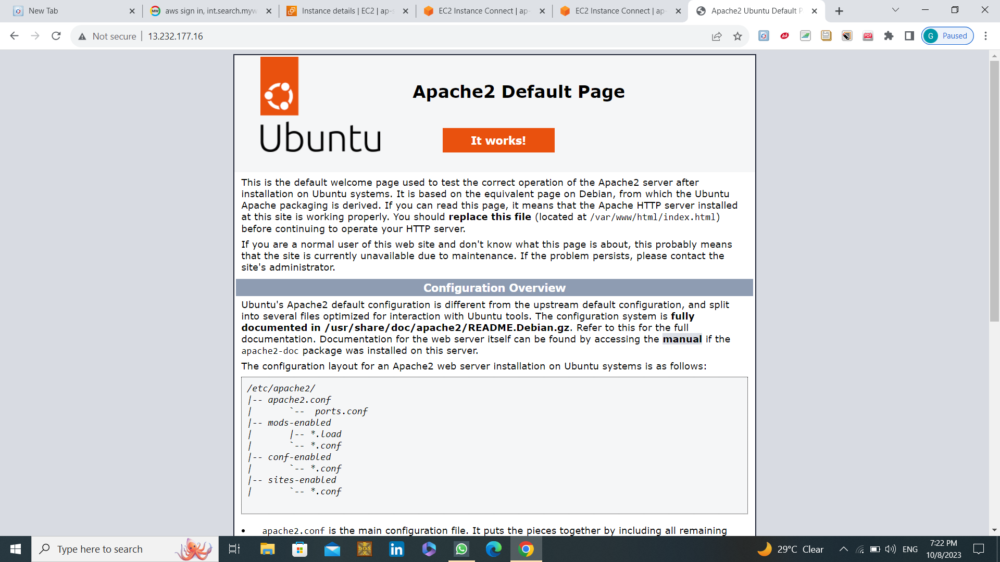 New Tab
aws sign in, int.search.myw
Instance details | EC2 | ap-s
EC2 Instance Connect | ap-
EC2 Instance Connect | ap-
Apache2 Ubuntu Default P
Not secure
13.232.177.16
Ask
PDF
G Paused
Ubuntu
Apache2 Default Page
It works!
This is the default welcome page used to test the correct operation of the Apache2 server after
installation on Ubuntu systems. It is based on the equivalent page on Debian, from which the Ubuntu
Apache packaging is derived. If you can read this page, it means that the Apache HTTP server installed
at this site is working properly. You should replace this file (located at /var/www/html/index.html)
before continuing to operate your HTTP server.
If you are a normal user of this web site and don't know what this page is about, this probably means
that the site is currently unavailable due to maintenance. If the problem persists, please contact the
site's administrator.
Configuration Overview
Ubuntu's Apache2 default configuration is different from the upstream default configuration, and split
into several files optimized for interaction with Ubuntu tools. The configuration system is fully
documented in /usr/share/doc/apache2/README.Debian.gz. Refer to this for the full
documentation. Documentation for the web server itself can be found by accessing the manual if the
apache2-doc package was installed on this server.
The configuration layout for an Apache2 web server installation on Ubuntu systems is as follows:
/etc/apache2/
|-- apache2.conf
|       `--  ports.conf
|-- mods-enabled
|       |-- *.load
|       `-- *.conf
|-- conf-enabled
|       `-- *.conf
|-- sites-enabled
|       `-- *.conf
• apache2.conf is the main configuration file. It puts the pieces together by including all remaining
Type here to search
29°C Clear
ENG
7:22 PM
10/8/2023